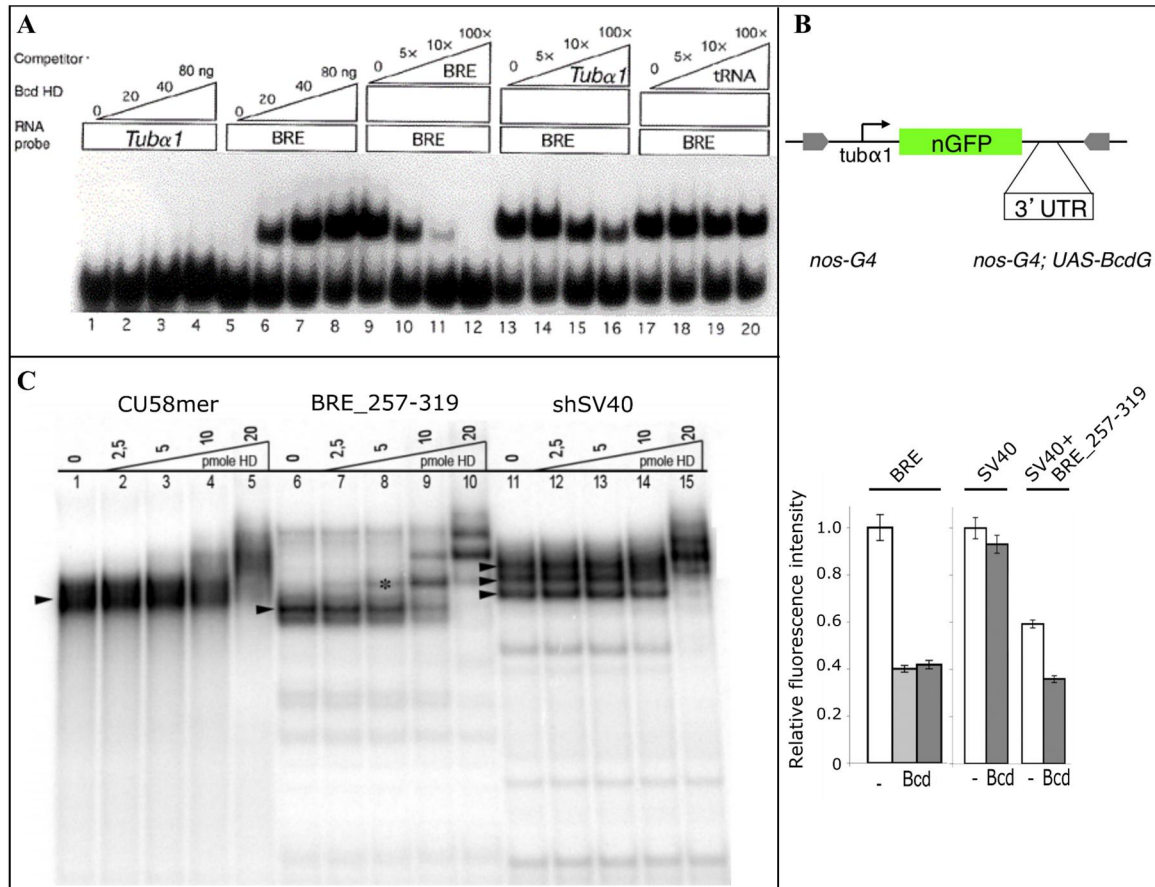 A
Competitor
0 5× 10× 100× BRE
0 5× 10× 100× Tubα1
0 5× 10× 100× tRNA
Bcd HD
0 20 40 80 ng
0 20 40 80 ng
RNA
probe
Tubα1 BRE BRE BRE BRE
1 2 3 4 5 6 7 8 9 10 11 12 13 14 15 16 17 18 19 20
B
tubα1
nGFP
3’ UTR
nos-G4 nos-G4; UAS-BcdG
BRE
SV40
SV40+
BRE_257-319
Relative fluorescence intensity
1.0
0.8
0.6
0.4
0.2
0
- Bcd - Bcd - Bcd
C
CU58mer BRE_257-319 shSV40
0 2,5 5 10 20 0 2,5 5 10 20 0 2,5 5 10 20
pmole HD pmole HD pmole HD
1 2 3 4 5 6 7 8 9 10 11 12 13 14 15
*